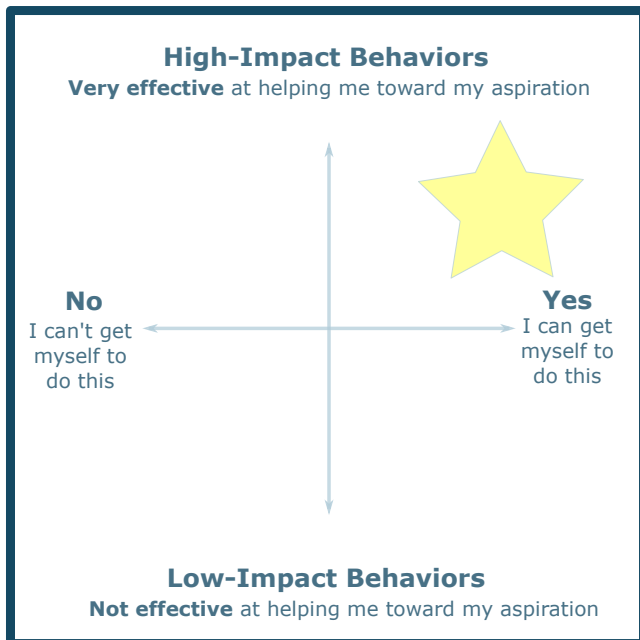 High-Impact Behaviors
Very effective at helping me toward my aspiration
No
I can't get
myself to
do this
Yes
I can get
myself to
do this
Low-Impact Behaviors
Not effective at helping me toward my aspiration